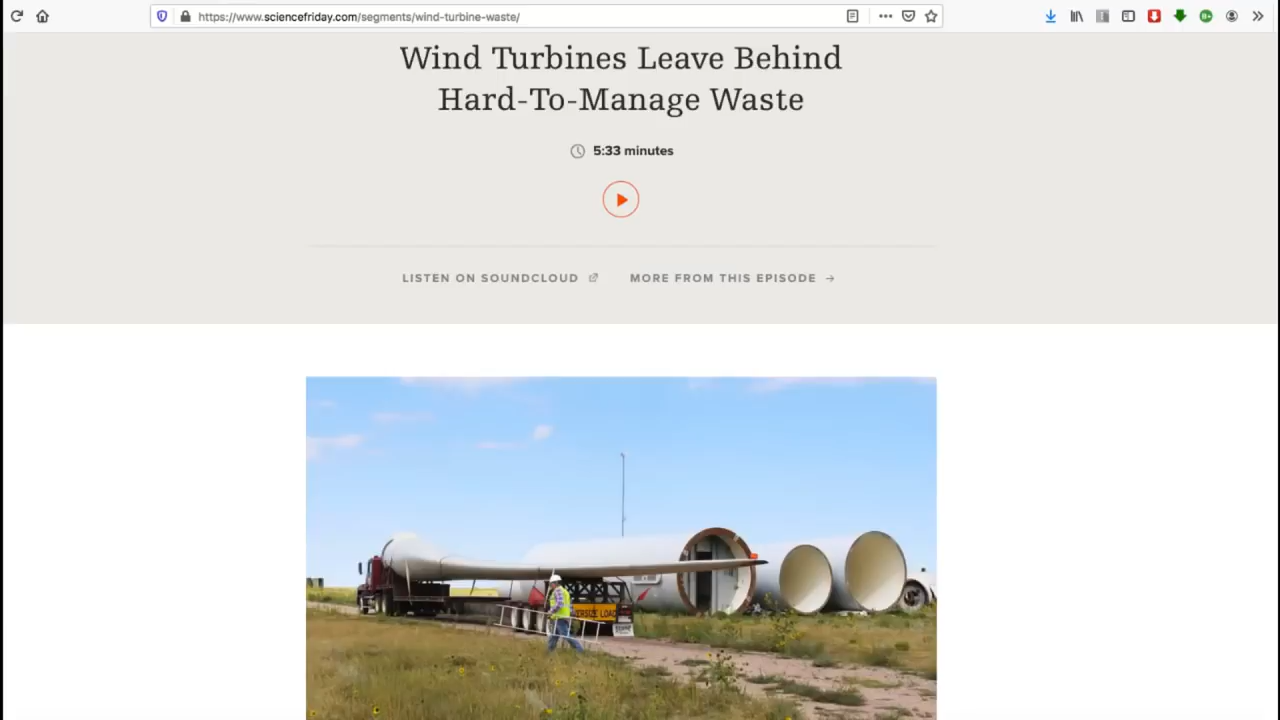 https://www.sciencefriday.com/segments/wind-turbine-waste/
Wind Turbines Leave Behind
Hard-To-Manage Waste
5:33 minutes
LISTEN ON SOUNDCLOUD
MORE FROM THIS EPISODE →